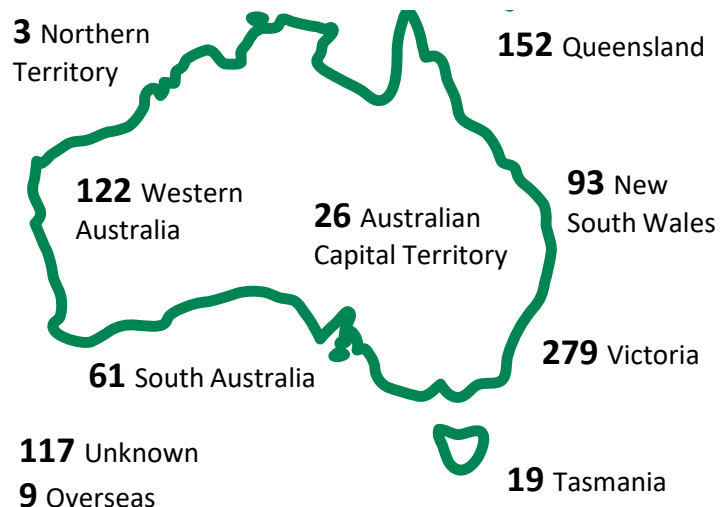 3 Northern
Territory
152 Queensland
122 Western
Australia
26 Australian
Capital Territory
93 New
South Wales
279 Victoria
61 South Australia
117 Unknown
9 Overseas
19 Tasmania